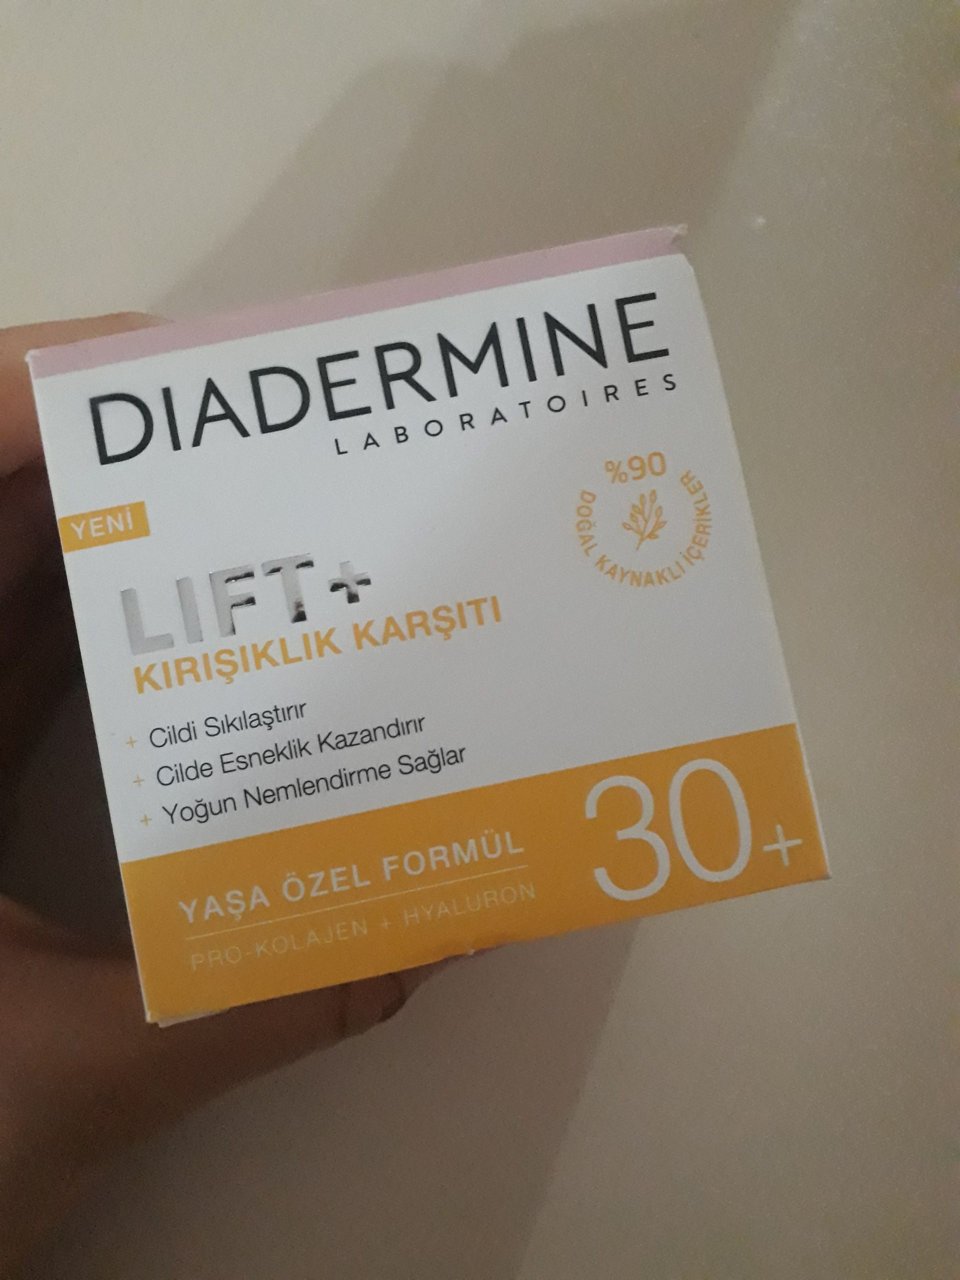 DIADERMINE
LABORATOIRES
%90
DOĞAL KAYNAKLI İÇERİKLER
YENİ
LIFT+
KIRIŞIKLIK KARŞITI
+ Cildi Sıkılaştırır
+ Cilde Esneklik Kazandırır
+ Yoğun Nemlendirme Sağlar
YAŞA ÖZEL FORMÜL
PRO-KOLAJEN + HYALURON
30+